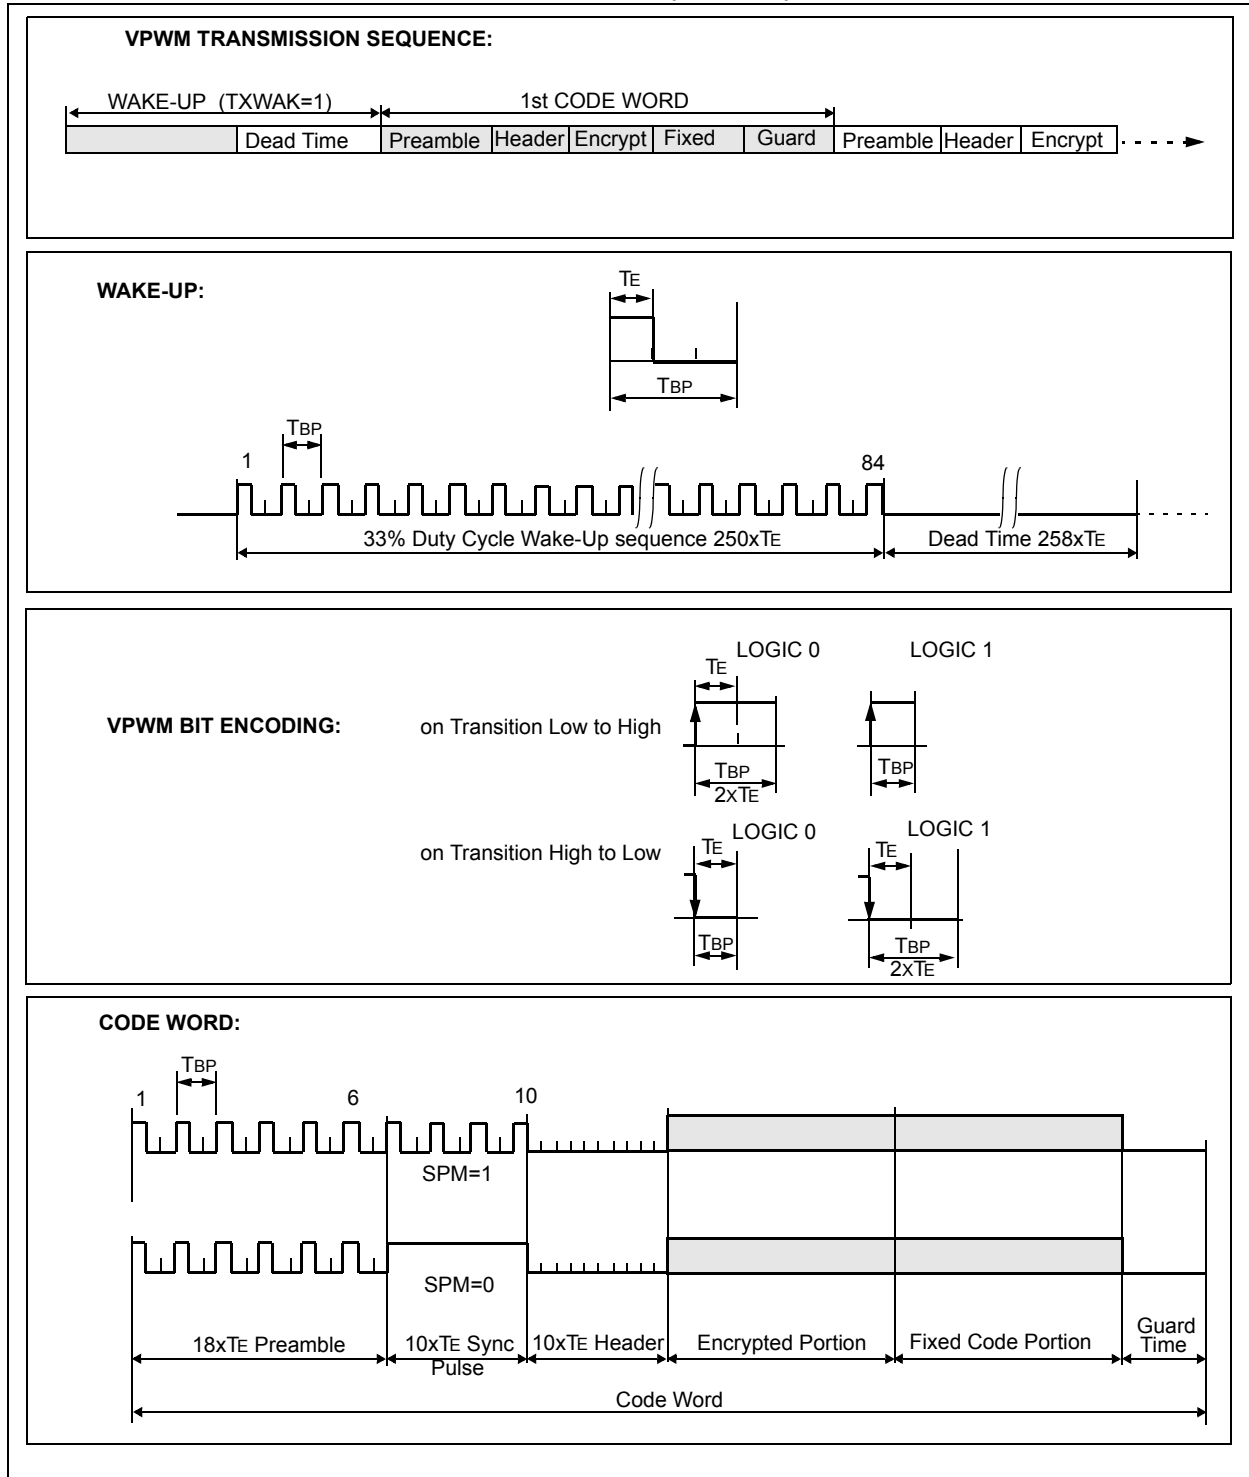 VPWM TRANSMISSION SEQUENCE:
WAKE-UP (TXWAK=1) 1st CODE WORD
Dead Time Preamble Header Encrypt Fixed Guard Preamble Header Encrypt
WAKE-UP:
TE
TBP
TBP
1 84
33% Duty Cycle Wake-Up sequence 250xTE Dead Time 258xTE
LOGIC 0 LOGIC 1
TE
VPWM BIT ENCODING: on Transition Low to High
TBP TBP
2xTE
LOGIC 0 LOGIC 1
on Transition High to Low TE TE
TBP TBP
2xTE
CODE WORD:
TBP
1 6 10
SPM=1
SPM=0
18xTE Preamble 10xTE Sync Pulse 10xTE Header Encrypted Portion Fixed Code Portion Guard Time
Code Word